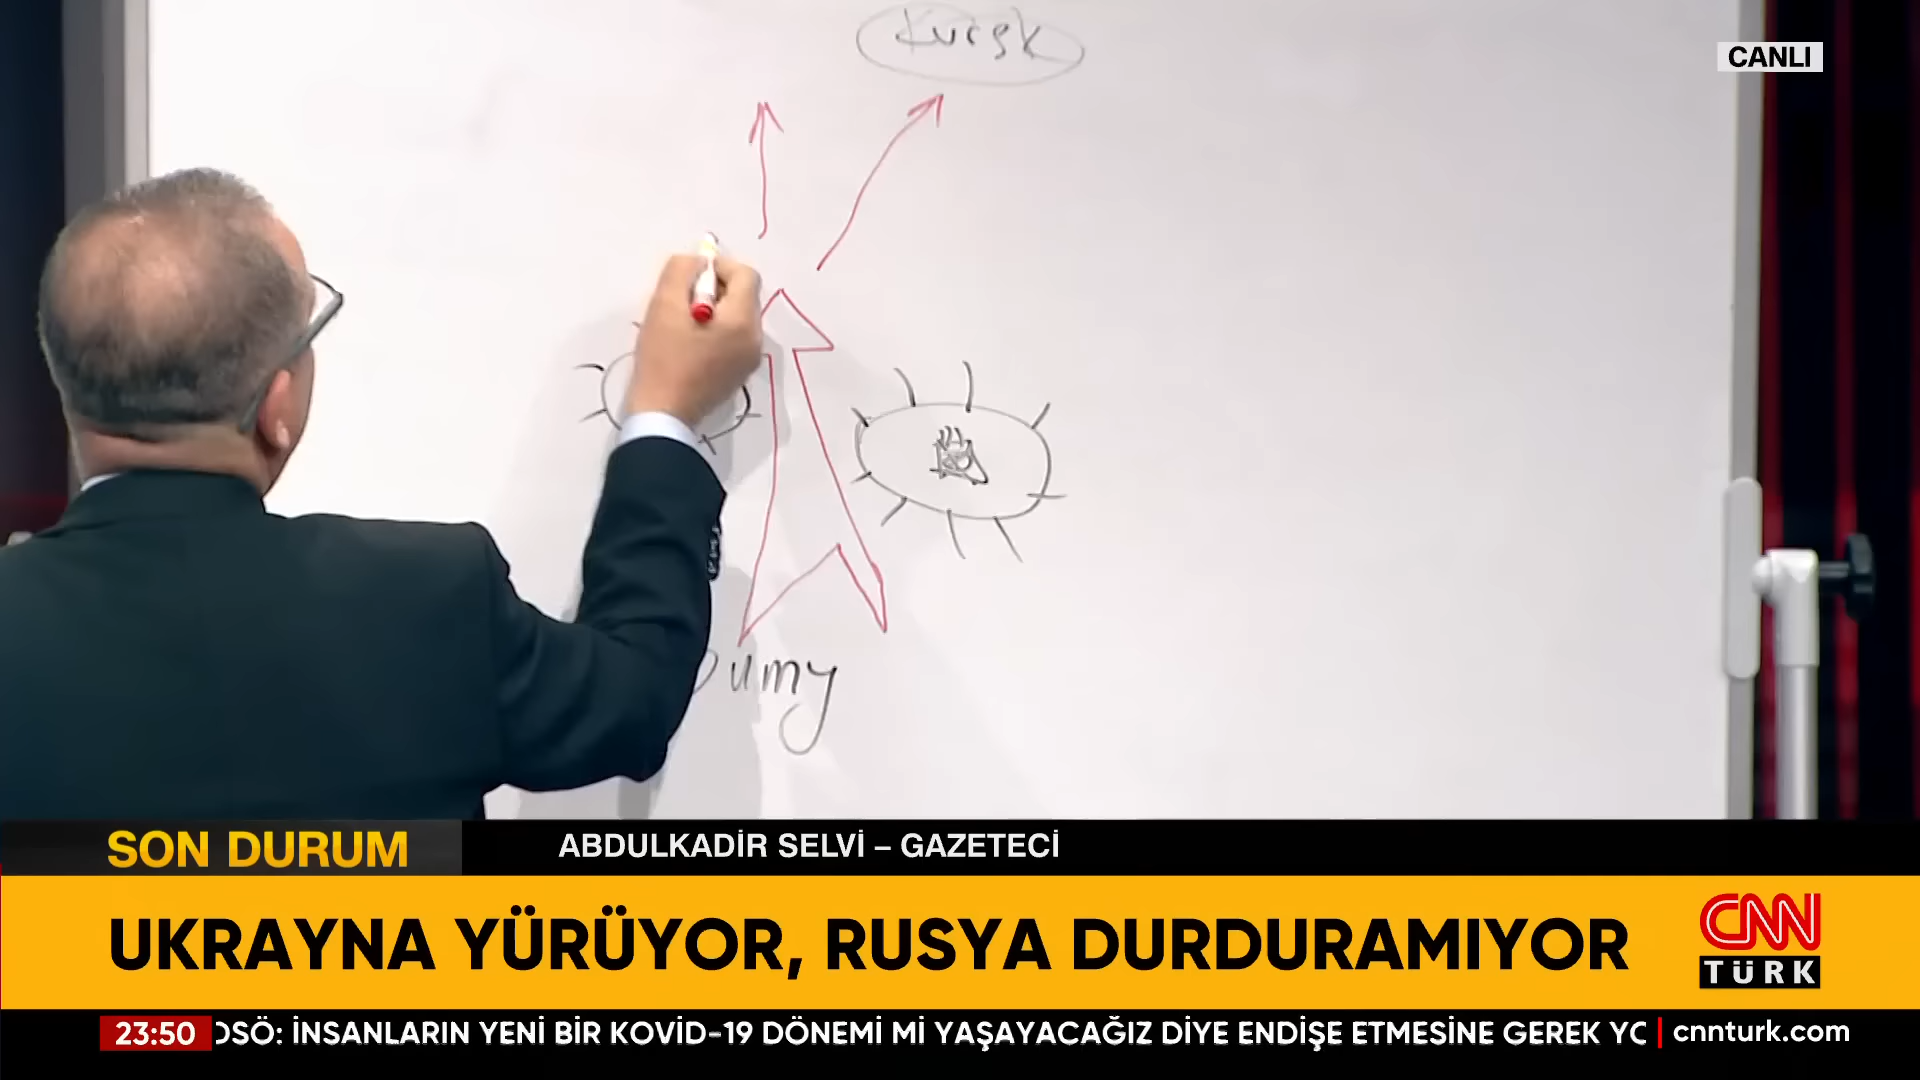 Kursk
CANLI
umy
SON DURUM
ABDULKADİR SELVİ – GAZETECİ
UKRAYNA YÜRÜYOR, RUSYA DURDURAMIYOR
CNN
TÜRK
23:50 DSÖ: İNSANLARIN YENİ BİR KOVİD-19 DÖNEMİ Mİ YAŞAYACAĞIZ DİYE ENDİŞE ETMESİNE GEREK cnnturk.com